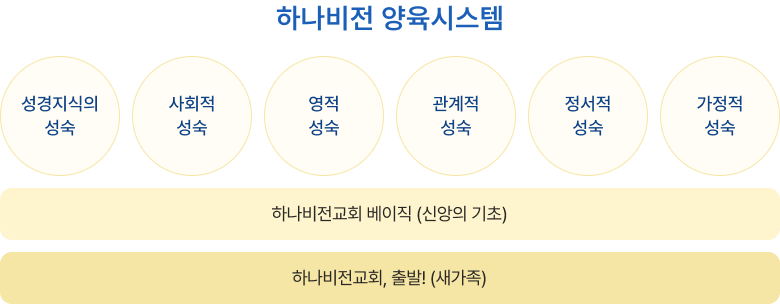 하나비전 양육시스템
성경지식의
성숙
사회적
성숙
영적
성숙
관계적
성숙
정서적
성숙
가정적
성숙
하나비전교회 베이직 (신앙의 기초)
하나비전교회, 출발! (새가족)